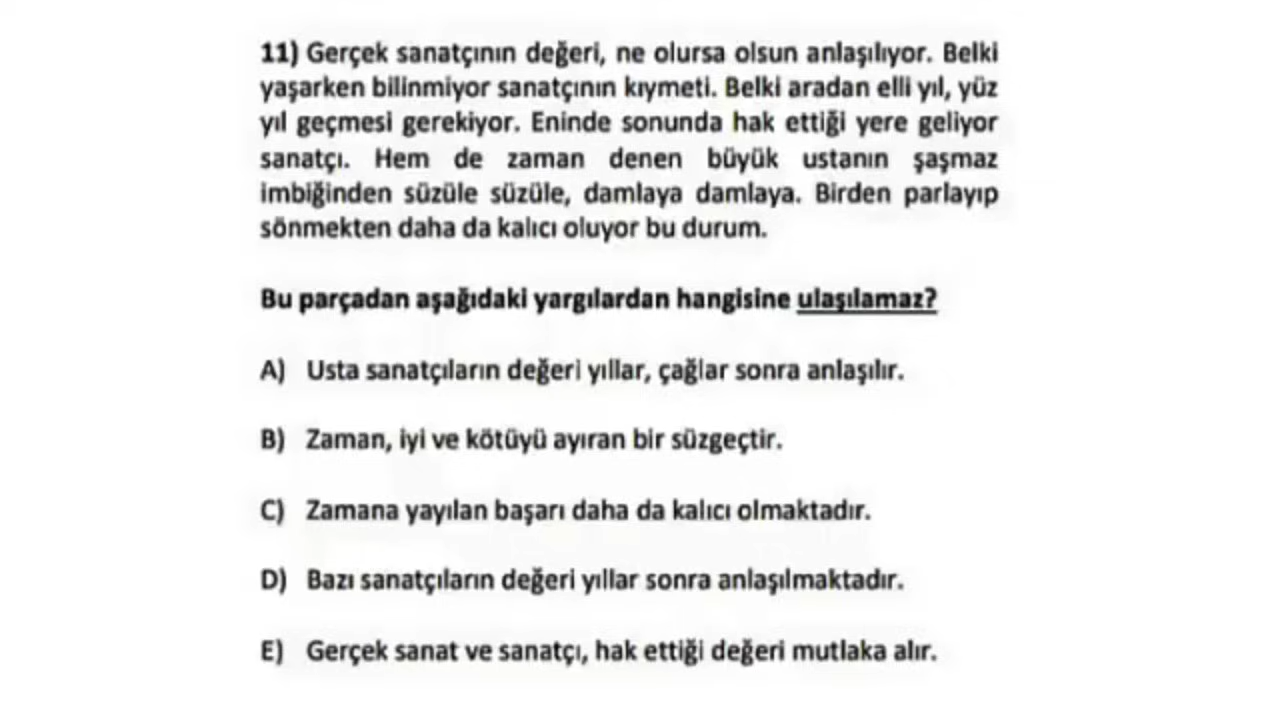 11) Gerçek sanatçının değeri, ne olursa olsun anlaşılıyor. Belki
yaşarken bilinmiyor sanatçının kıymeti. Belki aradan elli yıl, yüz
yıl geçmesi gerekiyor. Eninde sonunda hak ettiği yere geliyor
sanatçı. Hem de zaman denen büyük ustanın şaşmaz
imbiğinden süzüle süzüle, damlaya damlaya. Birden parlayıp
sönmekten daha da kalıcı oluyor bu durum.
Bu parçadan aşağıdaki yargılardan hangisine ulaşılamaz?
A) Usta sanatçıların değeri yıllar, çağlar sonra anlaşılır.
B) Zaman, iyi ve kötüyü ayıran bir süzgeçtir.
C) Zamana yayılan başarı daha da kalıcı olmaktadır.
D) Bazı sanatçıların değeri yıllar sonra anlaşılmaktadır.
E) Gerçek sanat ve sanatçı, hak ettiği değeri mutlaka alır.